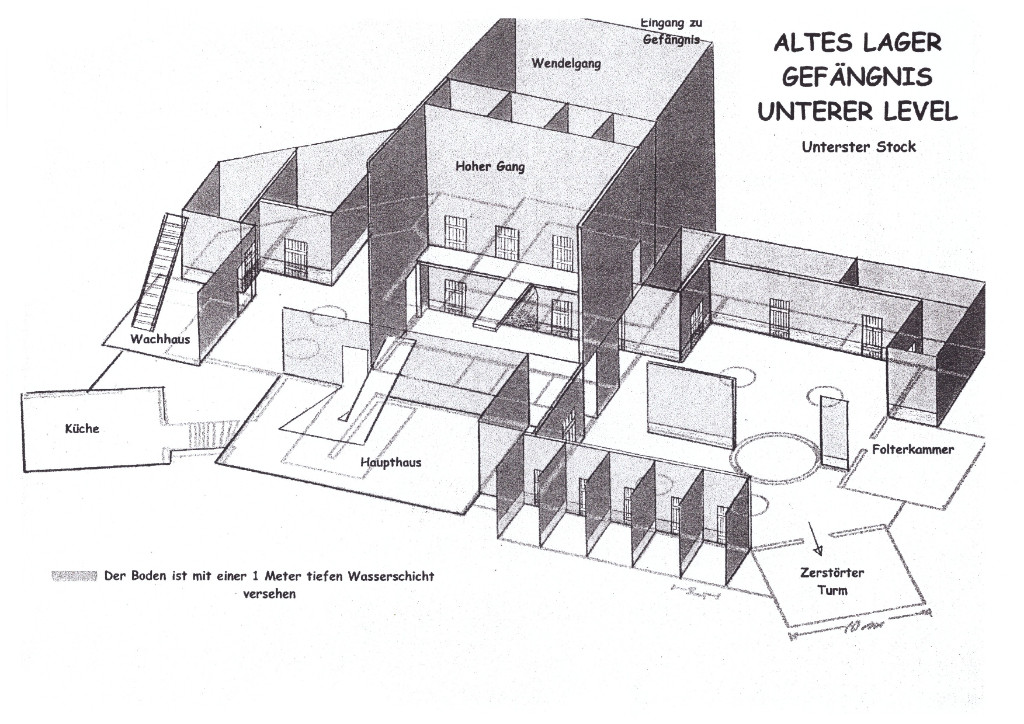 Eingang zu
Gefängnis
ALTES LAGER
GEFÄNGNIS
UNTERER LEVEL
Unterster Stock
Wendelgang
Hoher Gang
Wachhaus
Küche
Haupthaus
Folterkammer
Zerstörter
Turm
10
Der Boden ist mit einer 1 Meter tiefen Wasserschicht
versehen